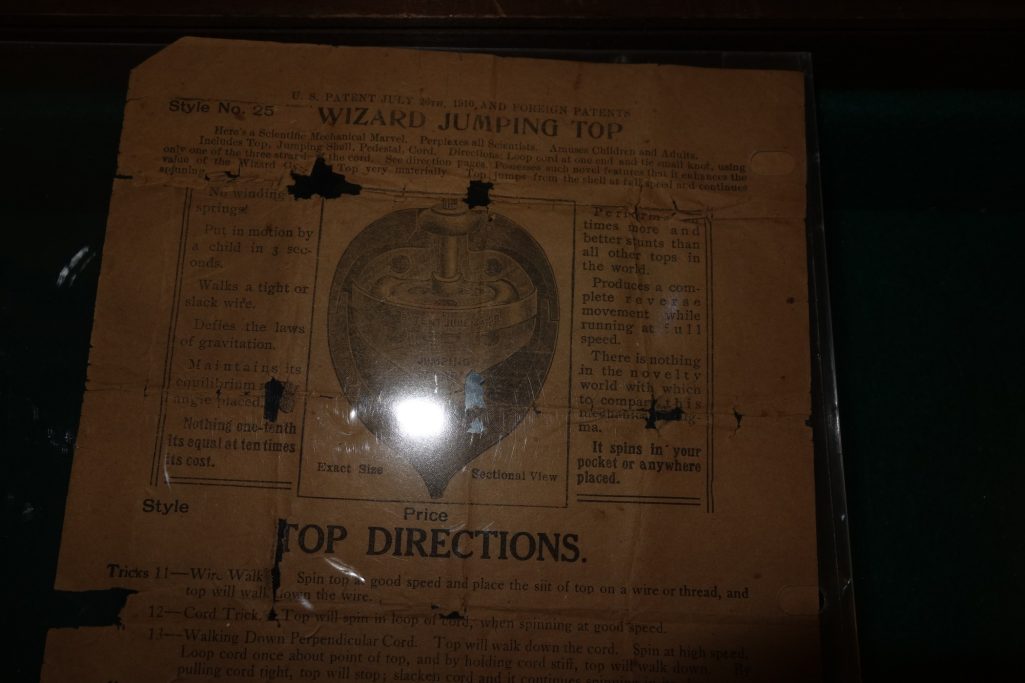 U. S. PATENT JULY 26TH, 1910, AND FOREIGN PATENTS
Style No. 25
WIZARD JUMPING TOP
Here's a Scientific Mechanical Marvel. Perplexes all Scientists. Amuses Children and Adults.
Includes Top, Jumping Shell, Pedestal, Cord. Directions: Loop cord at one end and tie small knot, using
only one of the three strands the cord. See direction pages. Possesses such novel features that it enhances the
value of the Wizard Top very materially. Top jumps from the shell at full speed and continues
spinning.
No winding
springs!
Put in motion by
a child in 3 sec-
onds.
Walks a tight or
slack wire.
Defies the laws
of gravitation.
Maintains its
equilibrium
angle placed.
Nothing one-tenth
its equal at ten times
its cost.
JUMPING
Exact Size
Sectional View
Performs
times more and
better stunts than
all other tops in
the world.
Produces a com-
plete reverse
movement while
running at full
speed.
There is nothing
in the novelty
world with which
to compare this
ma.
It spins in your
pocket or anywhere
placed.
Style
Price
TOP DIRECTIONS.
Tricks 11—Wire Walk Spin top at good speed and place the slit of top on a wire or thread, and
top will walk down the wire.
12—Cord Trick. Top will spin in loop of cord, when spinning at good speed.
13—Walking Down Perpendicular Cord. Top will walk down the cord. Spin at high speed,
Loop cord once about point of top, and by holding cord stiff, top will walk down. By
pulling cord tight, top will stop; slacken cord and it continues